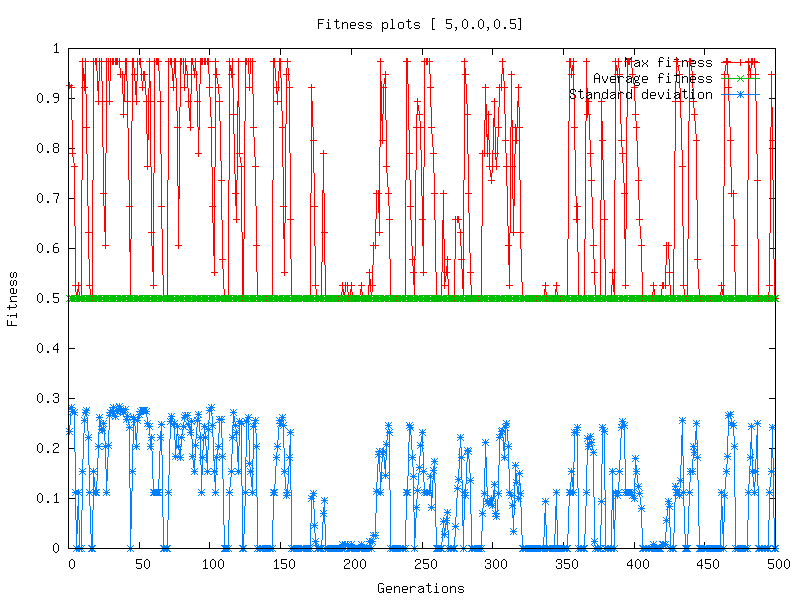 Fitness plots [ 5,0.0,0.5]
1
0.9
0.8
0.7
0.6
0.5
0.4
0.3
0.2
0.1
0
Fitness
Max fitness
Average fitness
Standard deviation
0 50 100 150 200 250 300 350 400 450 500
Generations